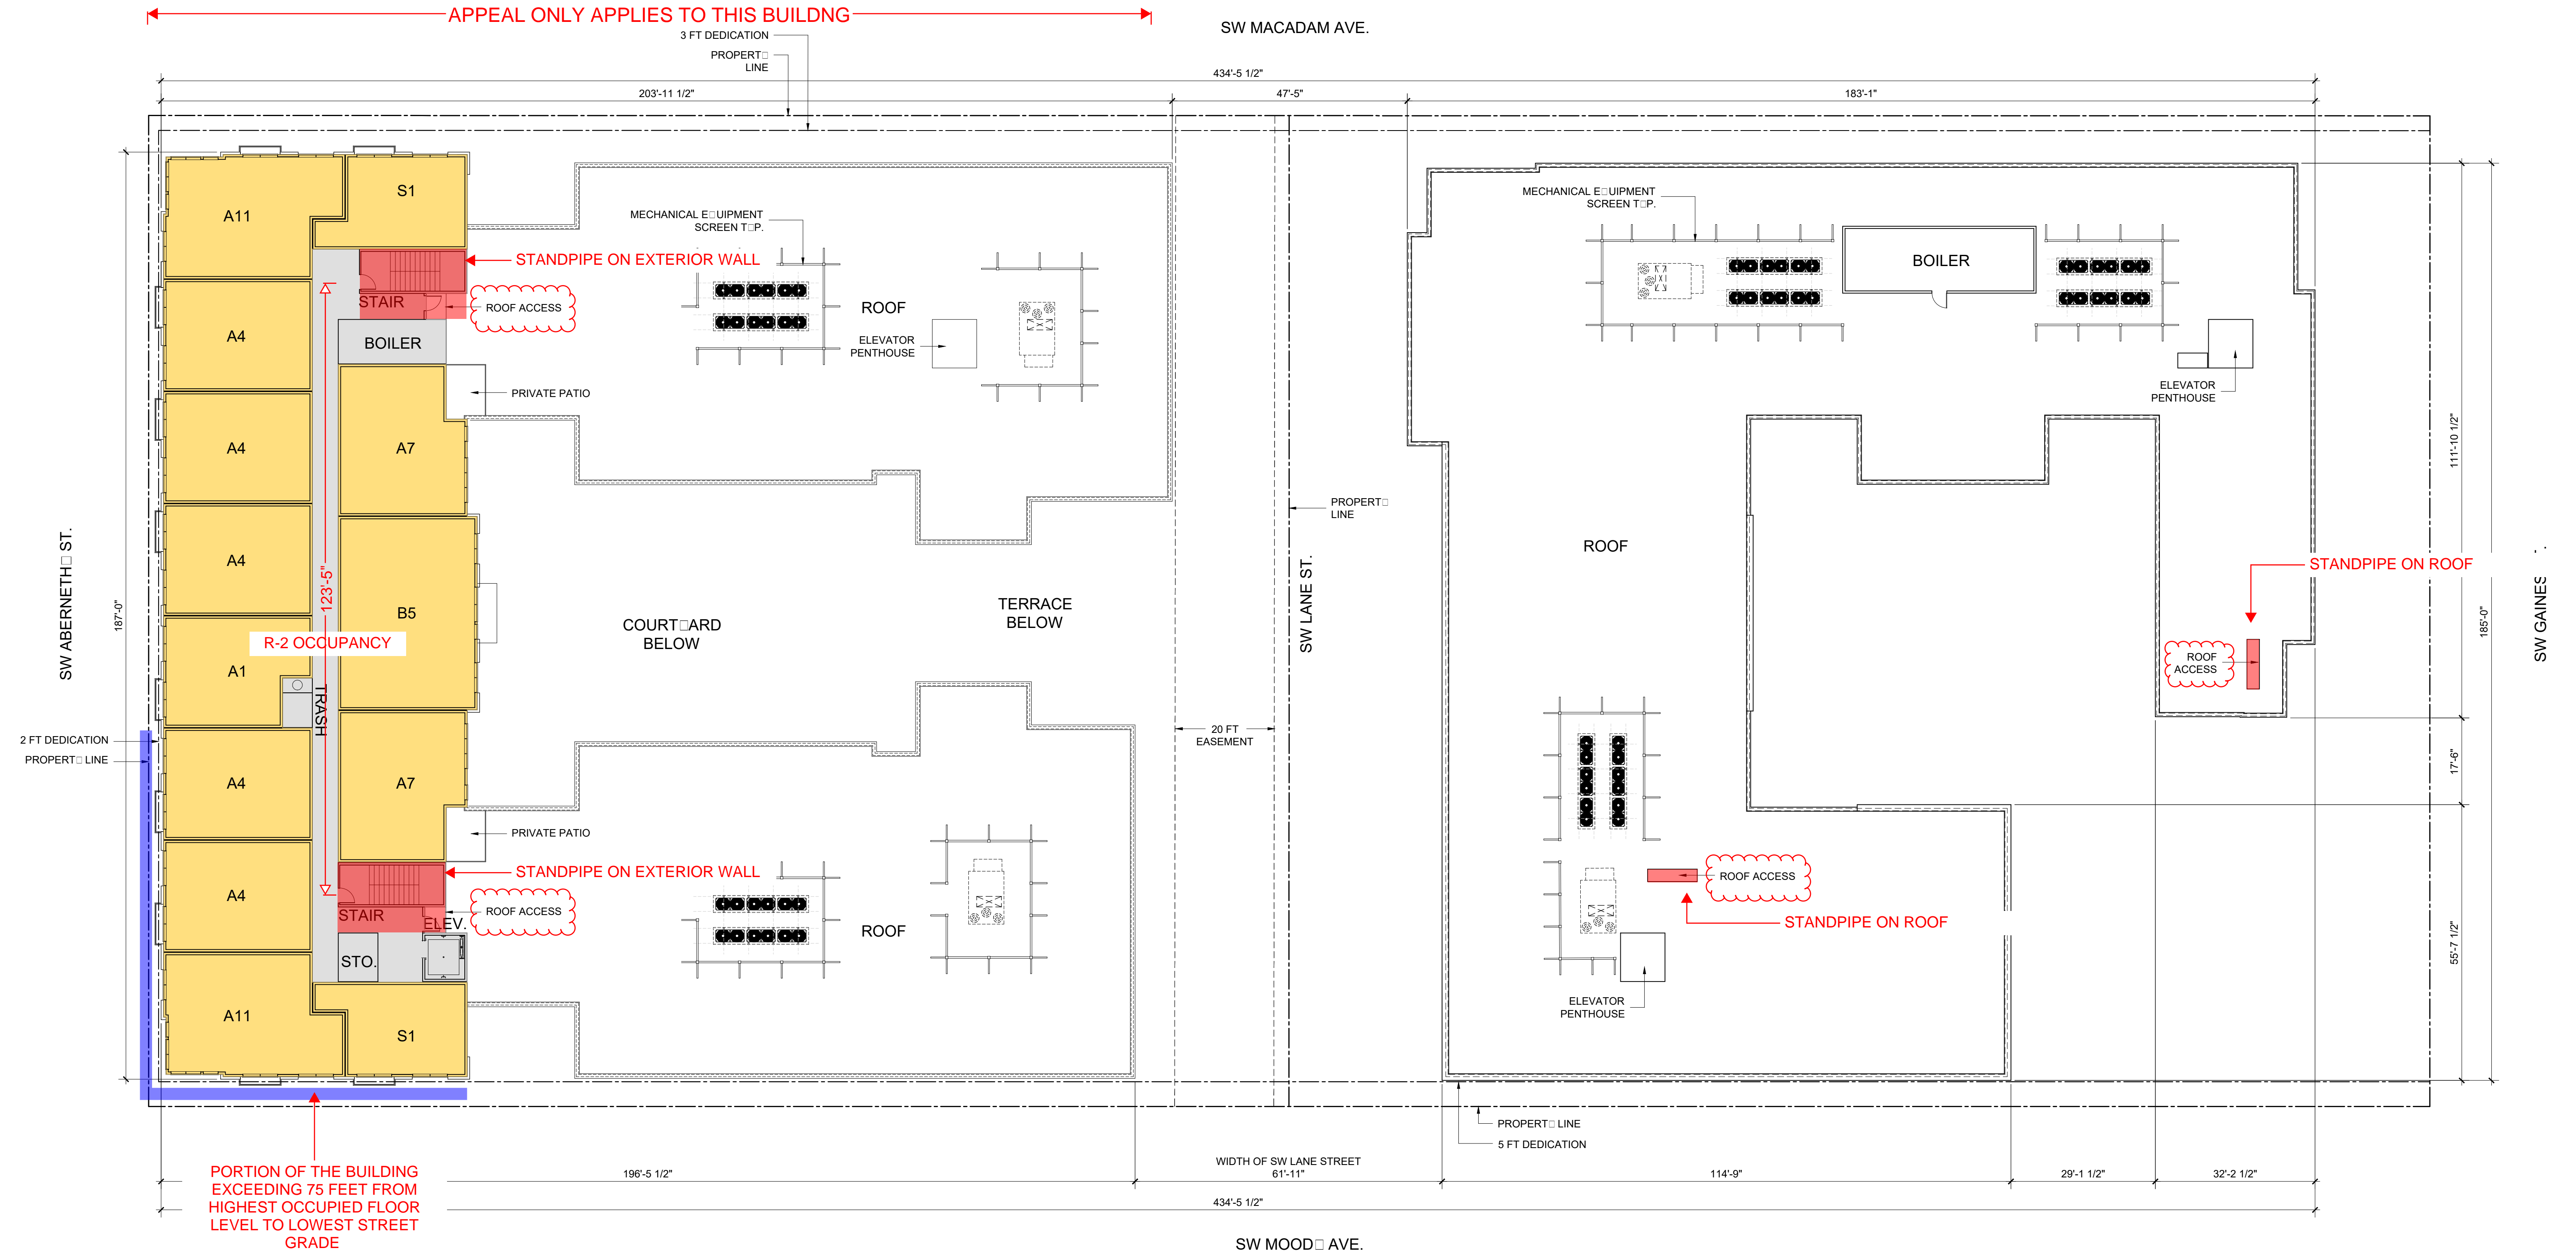 APPEAL ONLY APPLIES TO THIS BUILDNG
SW MACADAM AVE.
3 FT DEDICATION
PROPERT□
LINE
434'-5 1/2"
203'-11 1/2"
47'-5"
183'-1"
A11
S1
STANDPIPE ON EXTERIOR WALL
STAIR
ROOF ACCESS
BOILER
A4
PRIVATE PATIO
A4
A7
A4
B5
123'-5"
R-2 OCCUPANCY
A1
TRASH
A4
A7
PRIVATE PATIO
STANDPIPE ON EXTERIOR WALL
A4
STAIR
ELEV.
ROOF ACCESS
STO.
A11
S1
SW ABERNETH□ ST.
187'-0"
2 FT DEDICATION
PROPERT□ LINE
MECHANICAL E□UIPMENT
SCREEN T□P.
ROOF
ELEVATOR
PENTHOUSE
COURT□ARD
BELOW
TERRACE
BELOW
ROOF
20 FT
EASEMENT
SW LANE ST.
PROPERT□
LINE
MECHANICAL E□UIPMENT
SCREEN T□P.
BOILER
ELEVATOR
PENTHOUSE
ROOF
STANDPIPE ON ROOF
ROOF
ACCESS
ROOF ACCESS
STANDPIPE ON ROOF
ELEVATOR
PENTHOUSE
111'-10 1/2"
185'-0"
17'-6"
55'-7 1/2"
SW GAINES
PROPERT□ LINE
5 FT DEDICATION
PORTION OF THE BUILDING
EXCEEDING 75 FEET FROM
HIGHEST OCCUPIED FLOOR
LEVEL TO LOWEST STREET
GRADE
196'-5 1/2"
WIDTH OF SW LANE STREET
61'-11"
114'-9"
29'-1 1/2"
32'-2 1/2"
434'-5 1/2"
SW MOOD□ AVE.